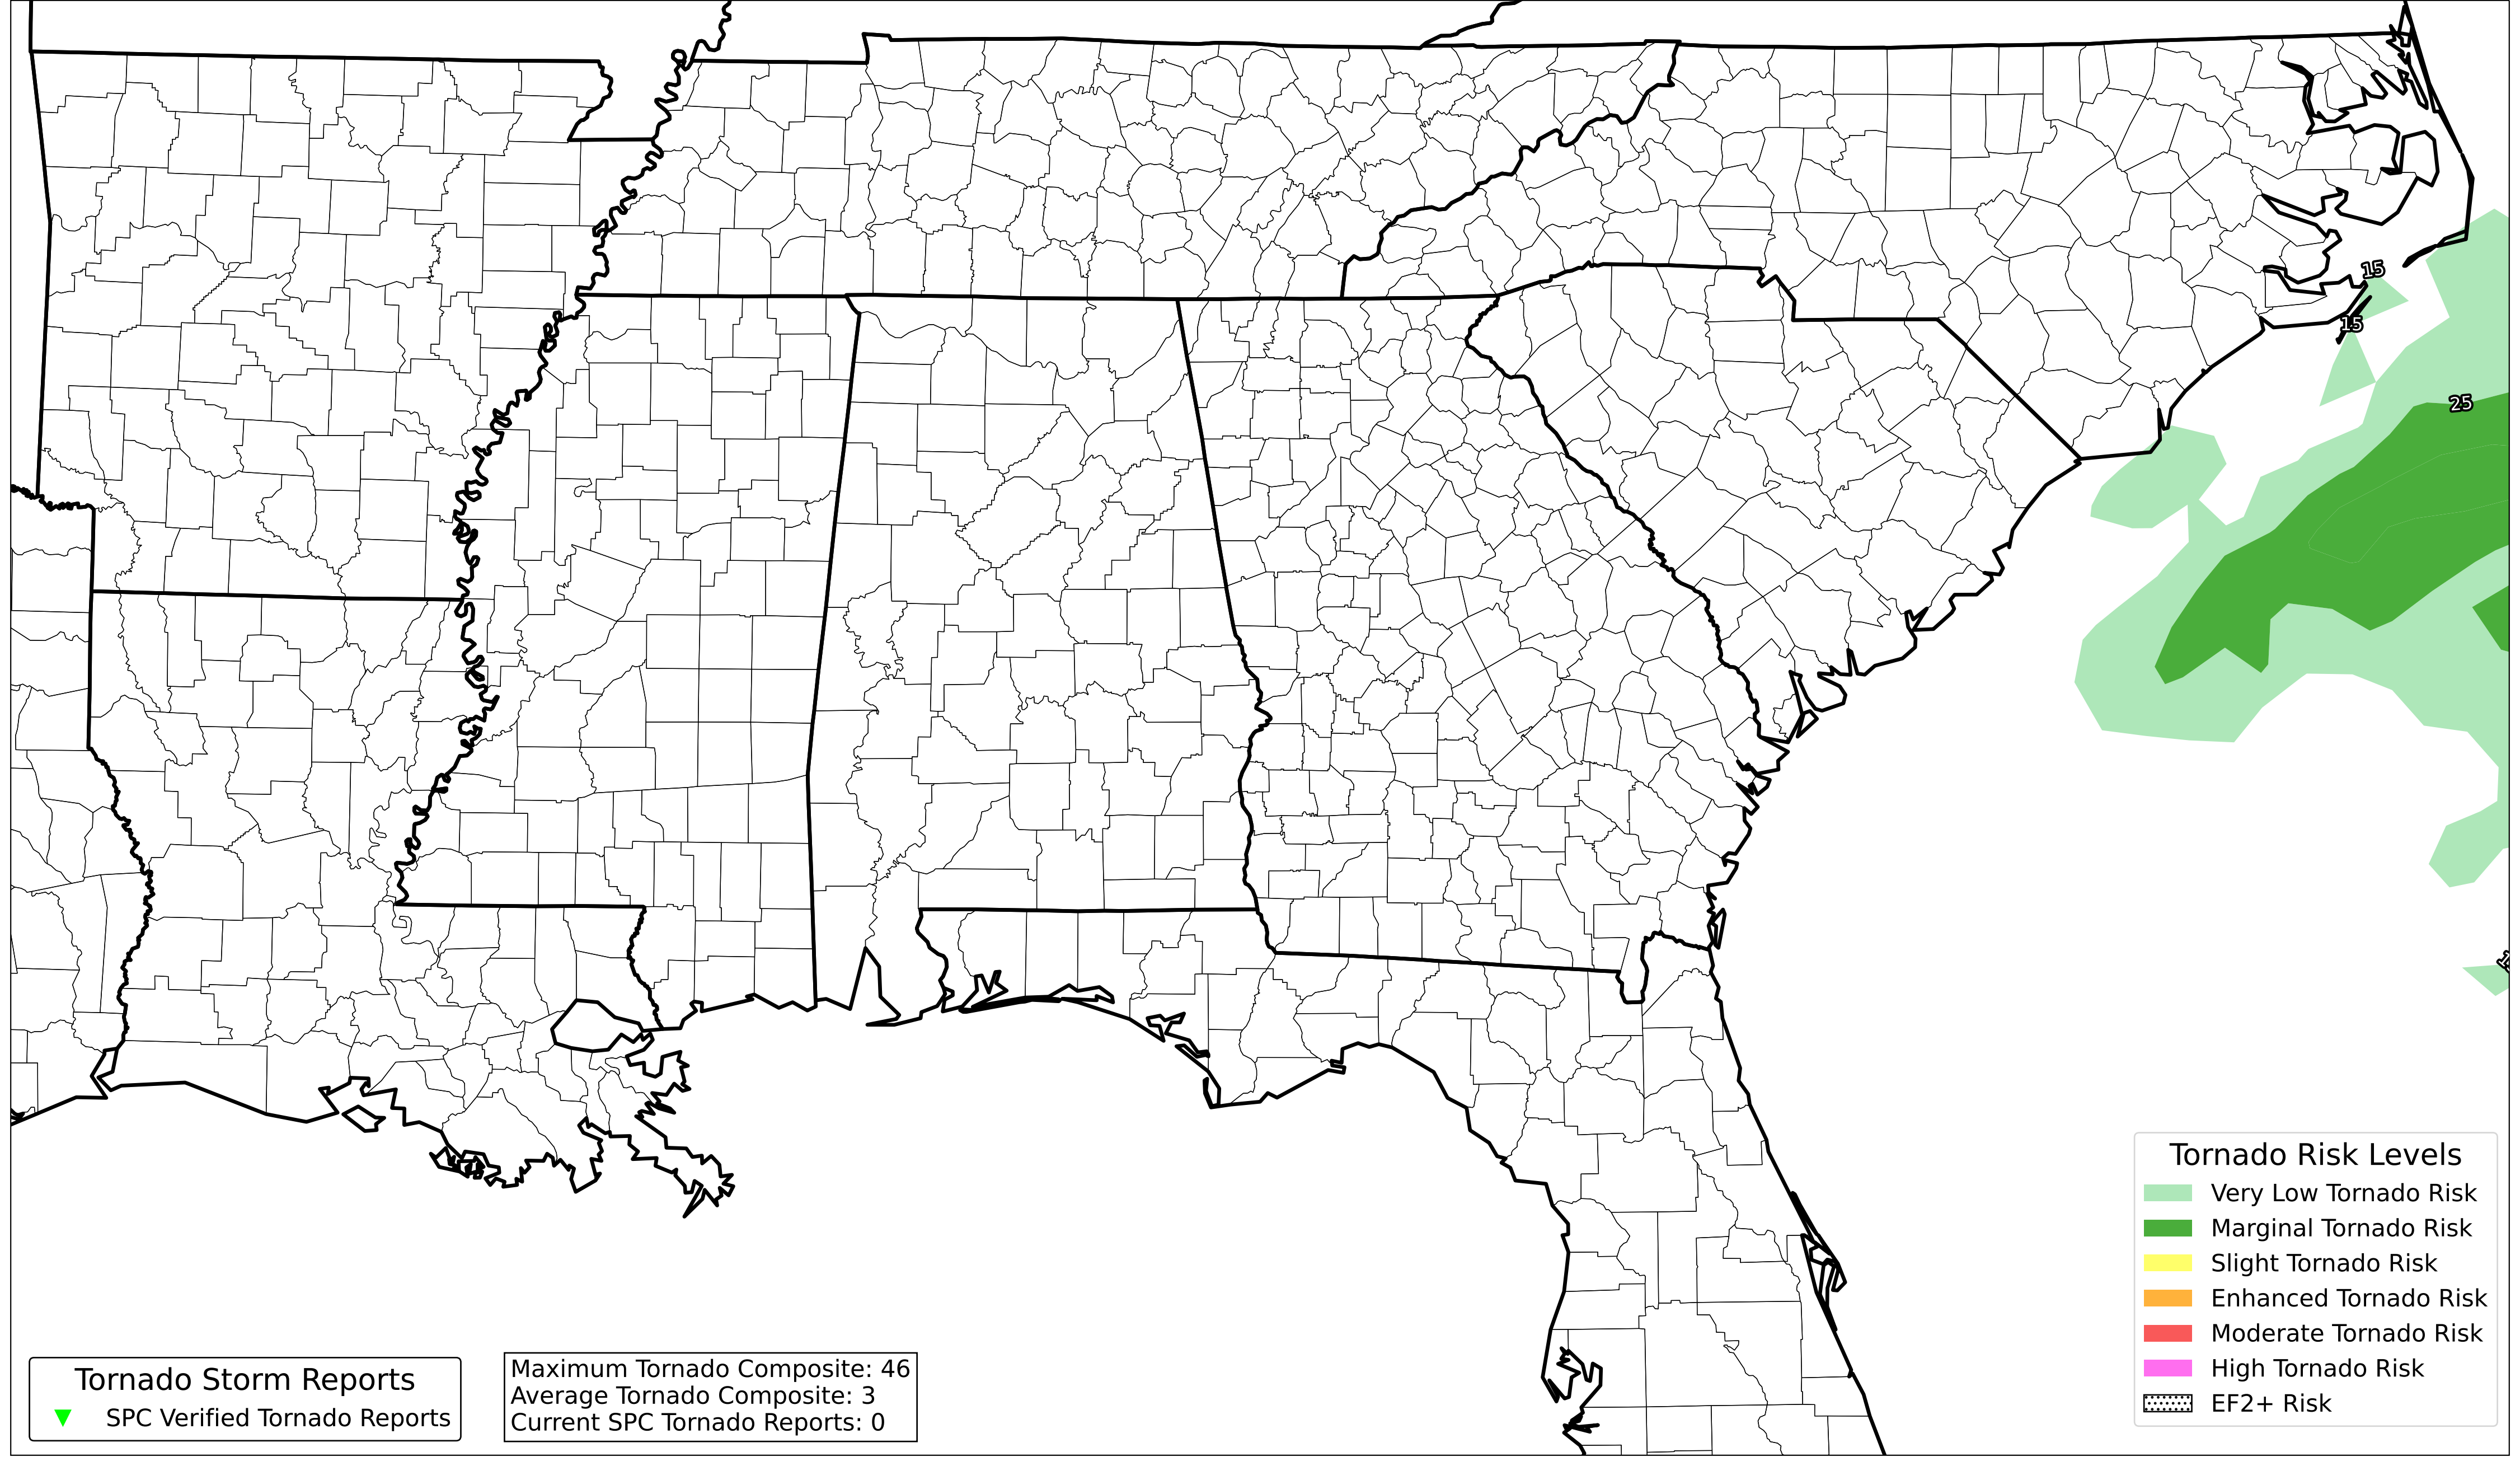 15
15
25
Tornado Risk Levels
Very Low Tornado Risk
Marginal Tornado Risk
Slight Tornado Risk
Enhanced Tornado Risk
Moderate Tornado Risk
High Tornado Risk
EF2+ Risk
Tornado Storm Reports
SPC Verified Tornado Reports
Maximum Tornado Composite: 46
Average Tornado Composite: 3
Current SPC Tornado Reports: 0